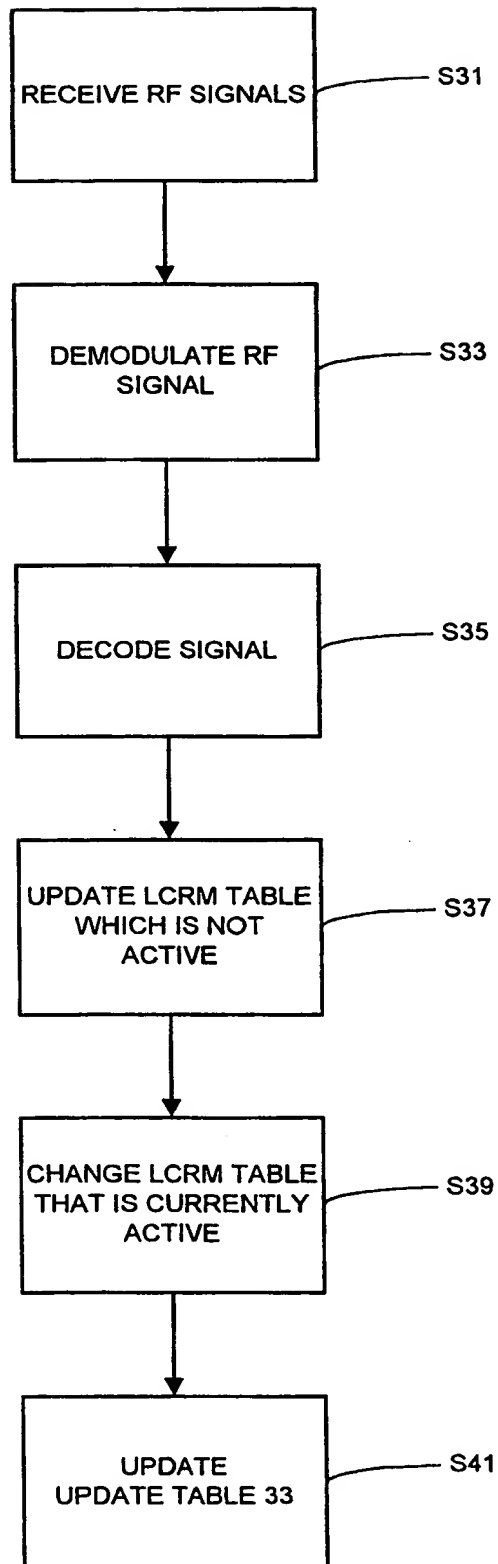 RECEIVE RF SIGNALS
S31
DEMODULATE RF
SIGNAL
S33
DECODE SIGNAL
S35
UPDATE LCRM TABLE
WHICH IS NOT
ACTIVE
S37
CHANGE LCRM TABLE
THAT IS CURRENTLY
ACTIVE
S39
UPDATE
UPDATE TABLE 33
S41